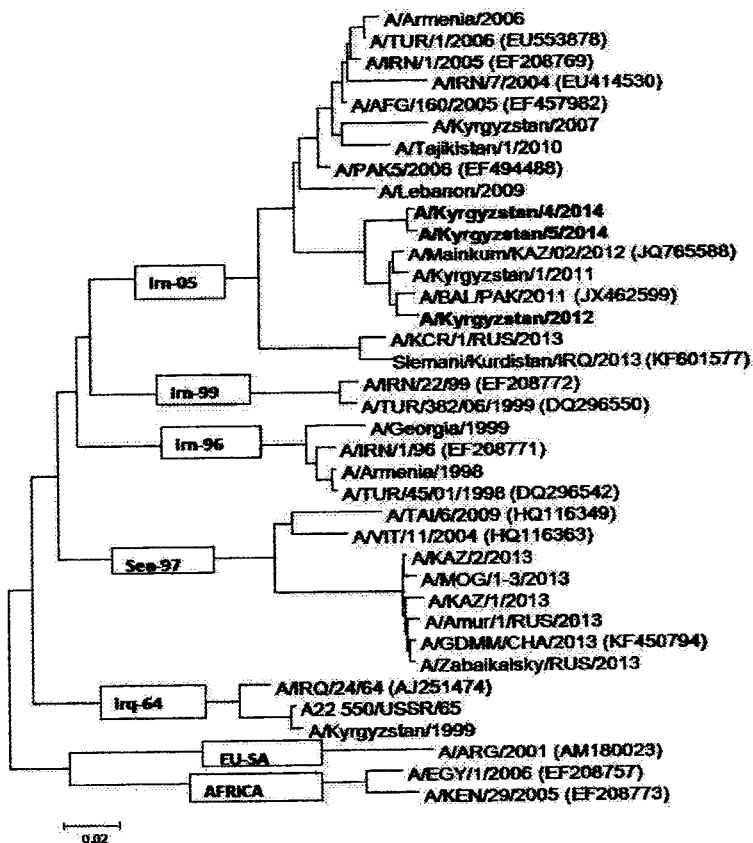 A/Armenia/2006
A/TUR/1/2006 (EU553878)
A/IRN/1/2005 (EF208769)
A/IRN/7/2004 (EU414530)
A/AFG/160/2005 (EF457982)
A/Kyrgyzstan/2007
A/Tajikistan/1/2010
A/PAK5/2006 (EF494488)
A/Lebanon/2009
A/Kyrgyzstan/4/2014
A/Kyrgyzstan/5/2014
A/Mainkum/KAZ/02/2012 (JQ765588)
A/Kyrgyzstan/1/2011
Irn-05
A/BAL/PAK/2011 (JX462599)
A/Kyrgyzstan/2012
A/KCR/1/RUS/2013
Slemani/Kurdistan/IRQ/2013 (KF601577)
A/IRN/22/99 (EF208772)
Irn-99
A/TUR/382/06/1999 (DQ296550)
A/Georgia/1999
Irn-96
A/IRN/1/96 (EF208771)
A/Armenia/1998
A/TUR/45/01/1998 (DQ296542)
A/TAI/6/2009 (HQ116349)
A/VIT/11/2004 (HQ116363)
A/KAZ/2/2013
Sea-97
A/MOG/1-3/2013
A/KAZ/1/2013
A/Amur/1/RUS/2013
A/GDMM/CHA/2013 (KF450794)
A/Zabaikalsky/RUS/2013
A/IRQ/24/64 (AJ251474)
Irq-64
A22 550/USSR/65
A/Kyrgyzstan/1999
EU-SA
A/ARG/2001 (AM180023)
A/EGY/1/2006 (EF208757)
AFRICA
A/KEN/29/2005 (EF208773)
0.02